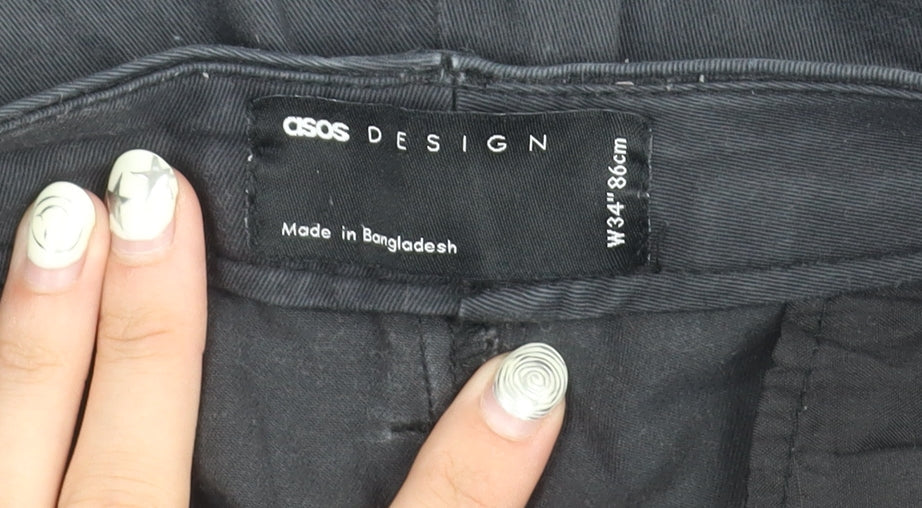 asos DESIGN
Made in Bangladesh
W34" 86cm